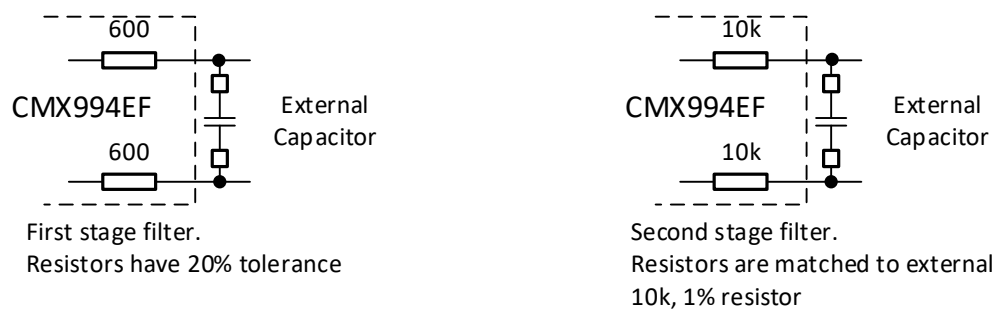 600
CMX994EF
External
Capacitor
600
First stage filter.
Resistors have 20% tolerance
10k
CMX994EF
External
Capacitor
10k
Second stage filter.
Resistors are matched to external
10k, 1% resistor